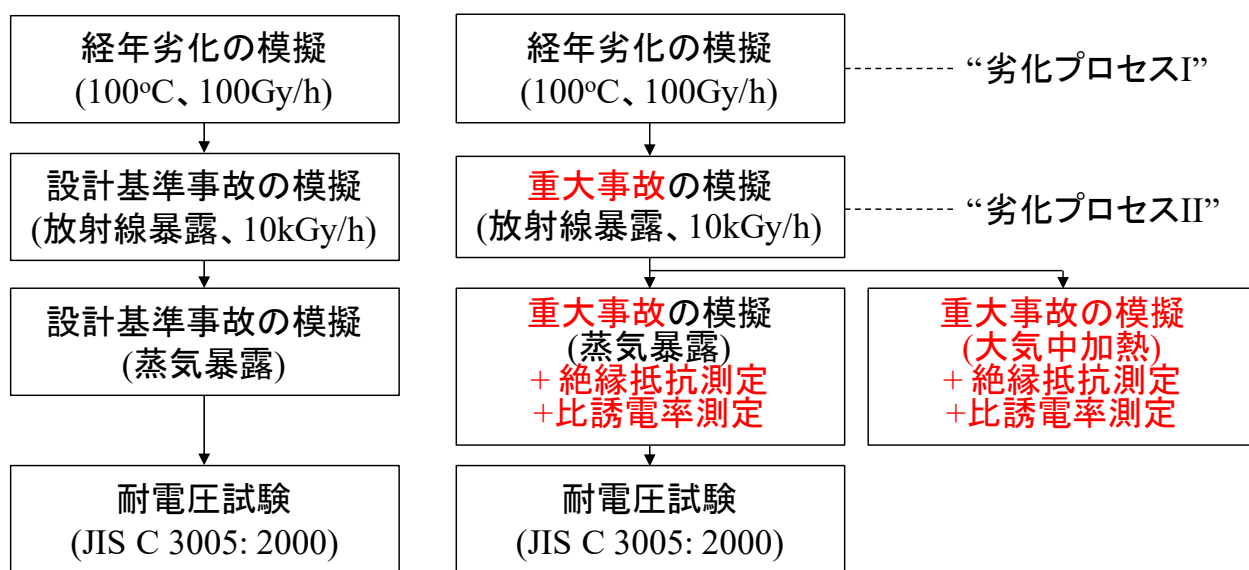 経年劣化の模擬
(100°C、100Gy/h)
設計基準事故の模擬
(放射線暴露、10kGy/h)
設計基準事故の模擬
(蒸気暴露)
耐電圧試験
(JIS C 3005: 2000)
経年劣化の模擬
(100°C、100Gy/h)
“劣化プロセスI”
重大事故の模擬
(放射線暴露、10kGy/h)
“劣化プロセスII”
重大事故の模擬
(蒸気暴露)
+ 絶縁抵抗測定
+比誘電率測定
重大事故の模擬
(大気中加熱)
+ 絶縁抵抗測定
+比誘電率測定
耐電圧試験
(JIS C 3005: 2000)